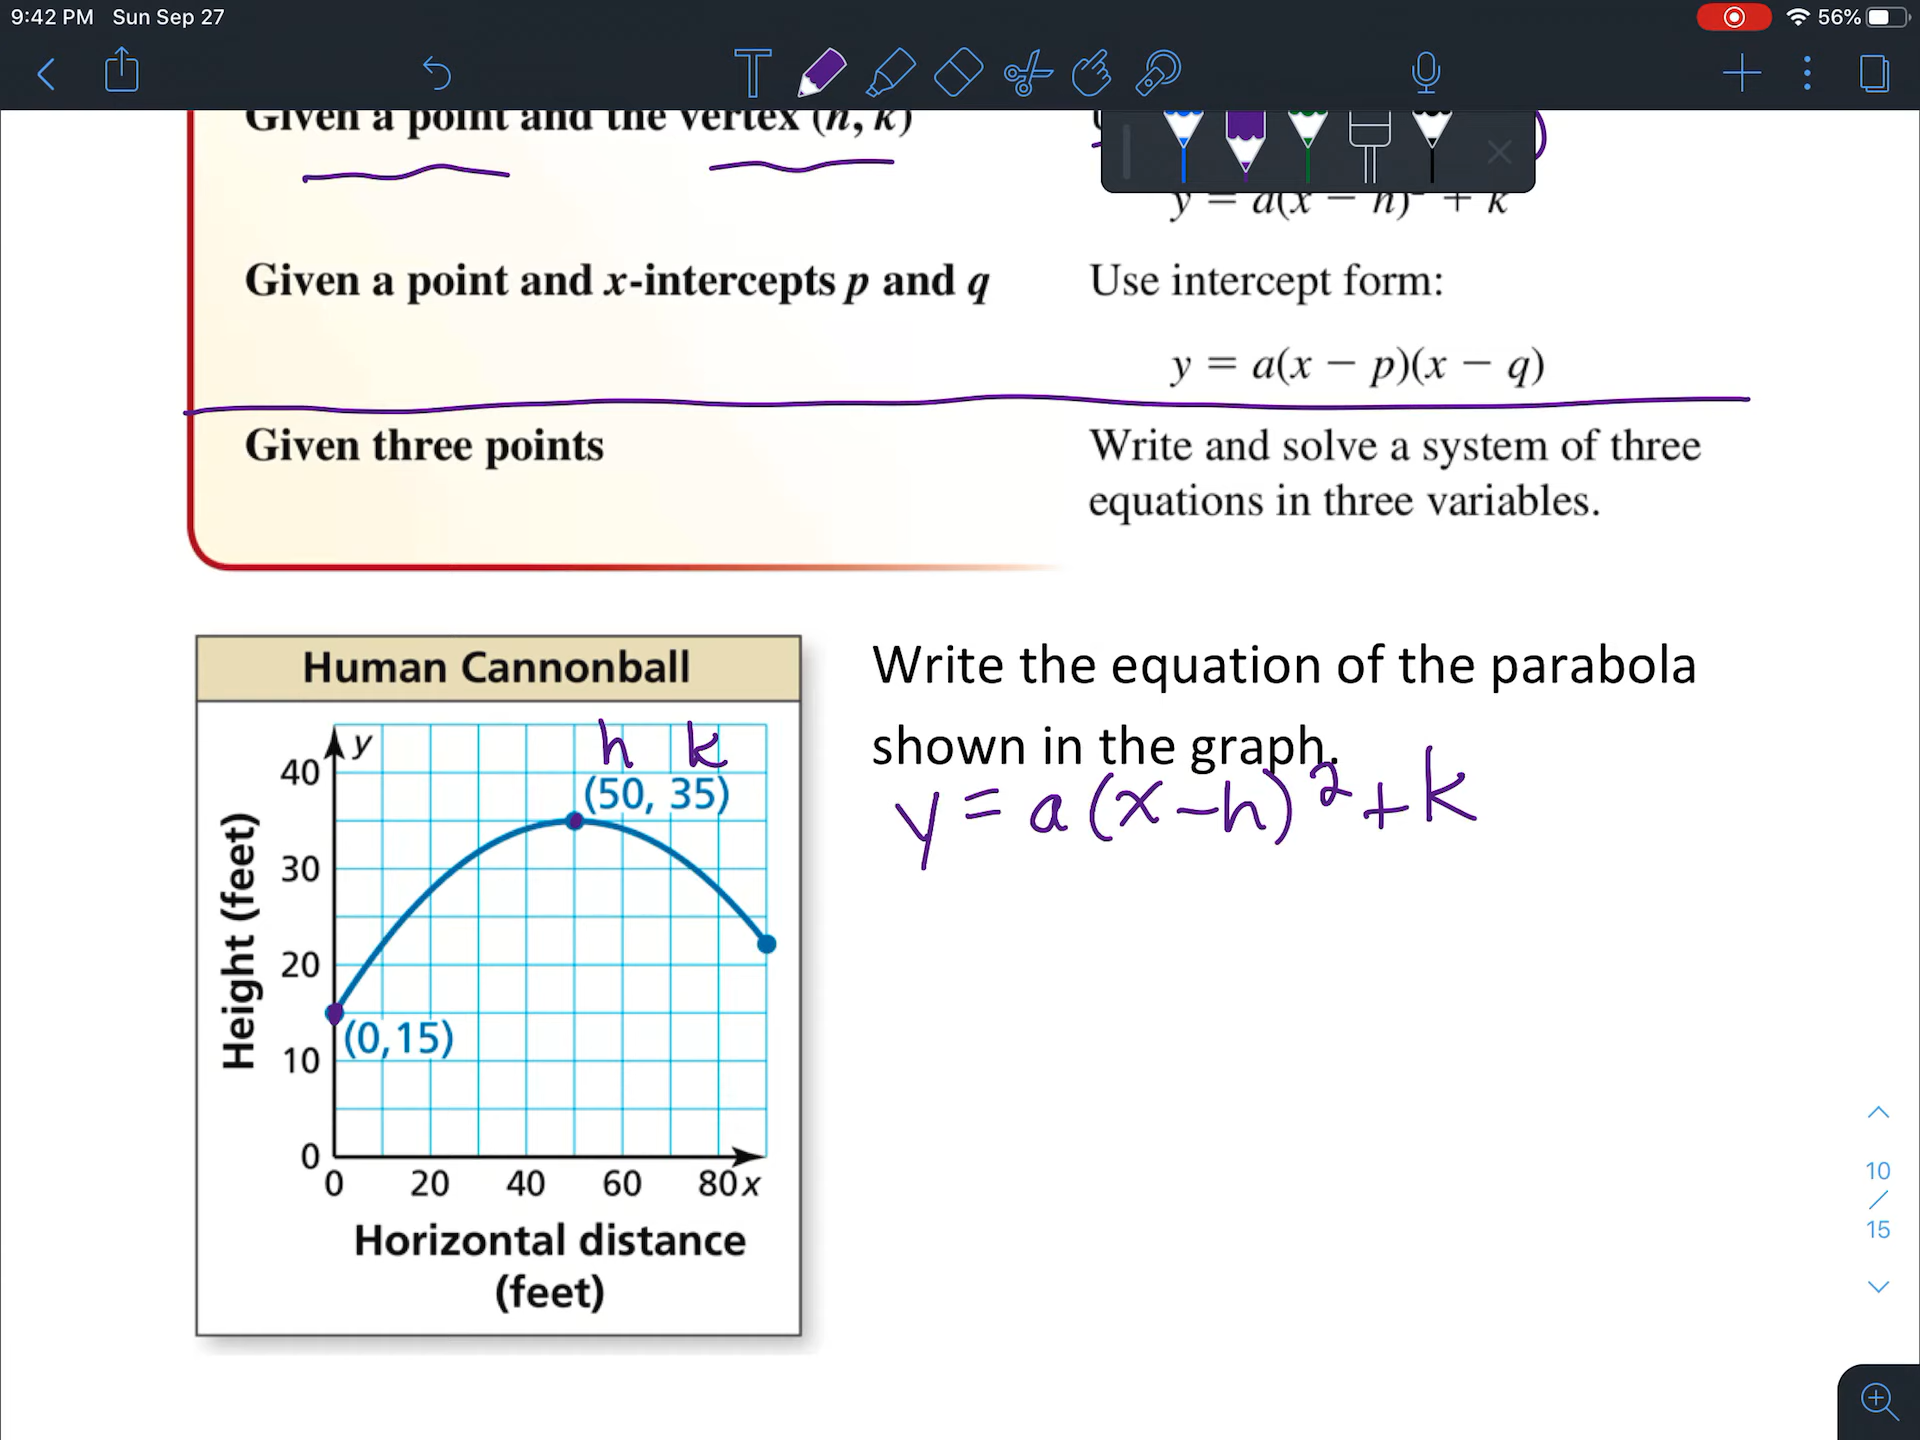 9:42 PM Sun Sep 27
56%
Given a point and the vertex (h, k)
y = a(x − h)² + k
Given a point and x-intercepts p and q
Use intercept form:
y = a(x − p)(x − q)
Given three points
Write and solve a system of three
equations in three variables.
Human Cannonball
y
h k
(50, 35)
40
30
20
10
0
(0,15)
0 20 40 60 80 x
Height (feet)
Horizontal distance
(feet)
Write the equation of the parabola
shown in the graph.
y = a(x-h)²+k
10
/
15